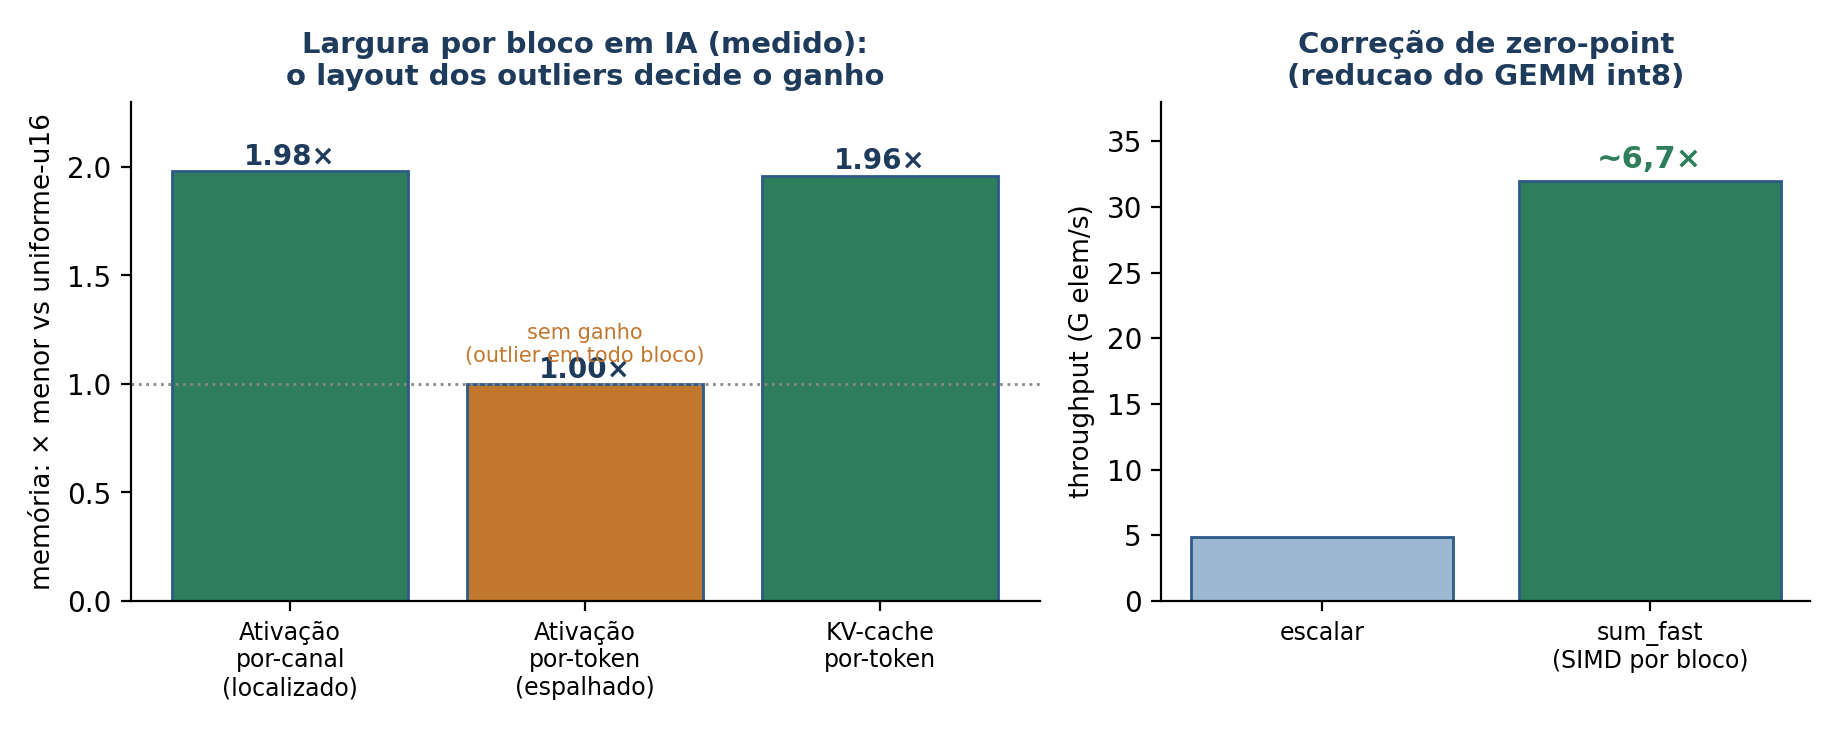 Largura por bloco em IA (medido):
o layout dos outliers decide o ganho
memória: × menor vs uniforme-u16
2.0
1.5
1.0
0.5
0.0
1.98×
sem ganho
(outlier em todo bloco)
1.00×
1.96×
Ativação
por-canal
(localizado)
Ativação
por-token
(espalhado)
KV-cache
por-token
Correção de zero-point
(reducao do GEMM int8)
throughput (G elem/s)
35
30
25
20
15
10
5
0
~6,7×
escalar
sum_fast
(SIMD por bloco)